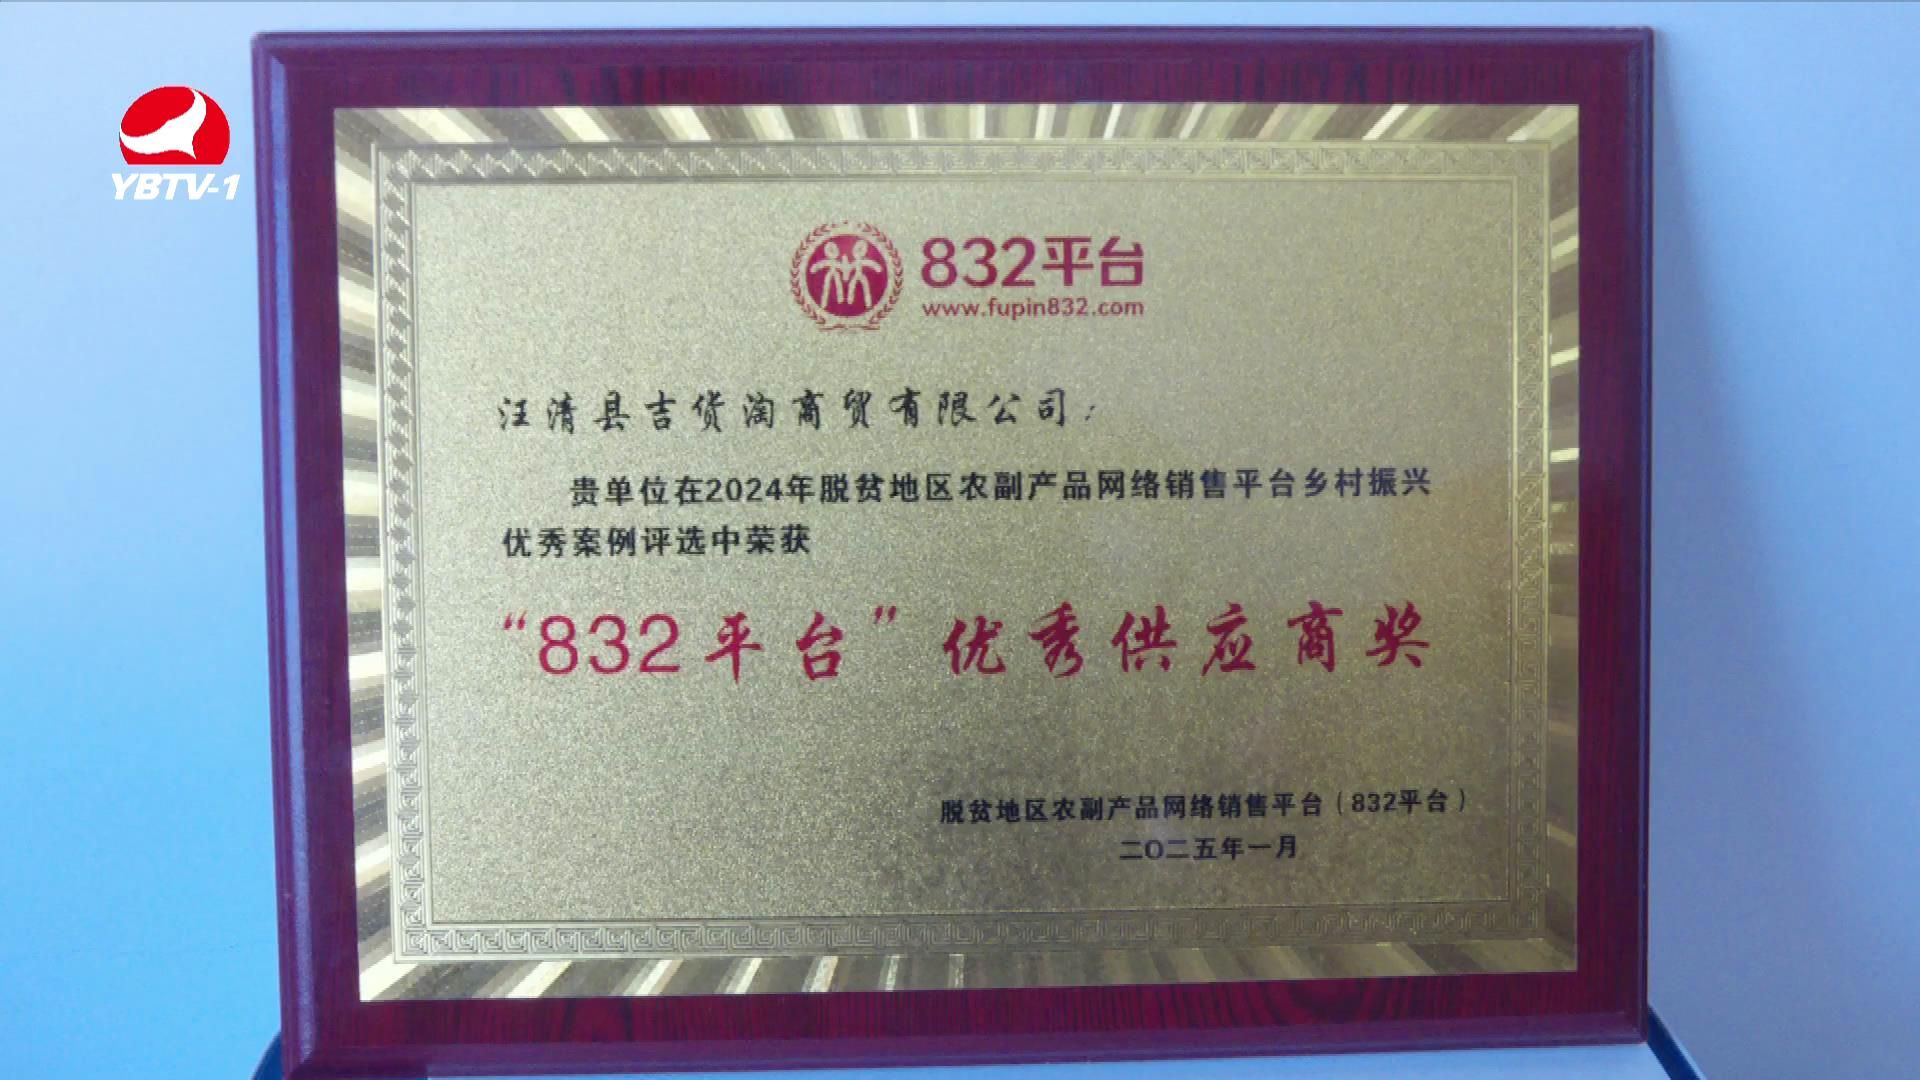 YBTV-1
832平台
www.fupin832.com
汪清县吉货淘商贸有限公司：
贵单位在2024年脱贫地区农副产品网络销售平台乡村振兴
优秀案例评选中荣获
“832平台”优秀供应商奖
脱贫地区农副产品网络销售平台（832平台）
二〇二五年一月